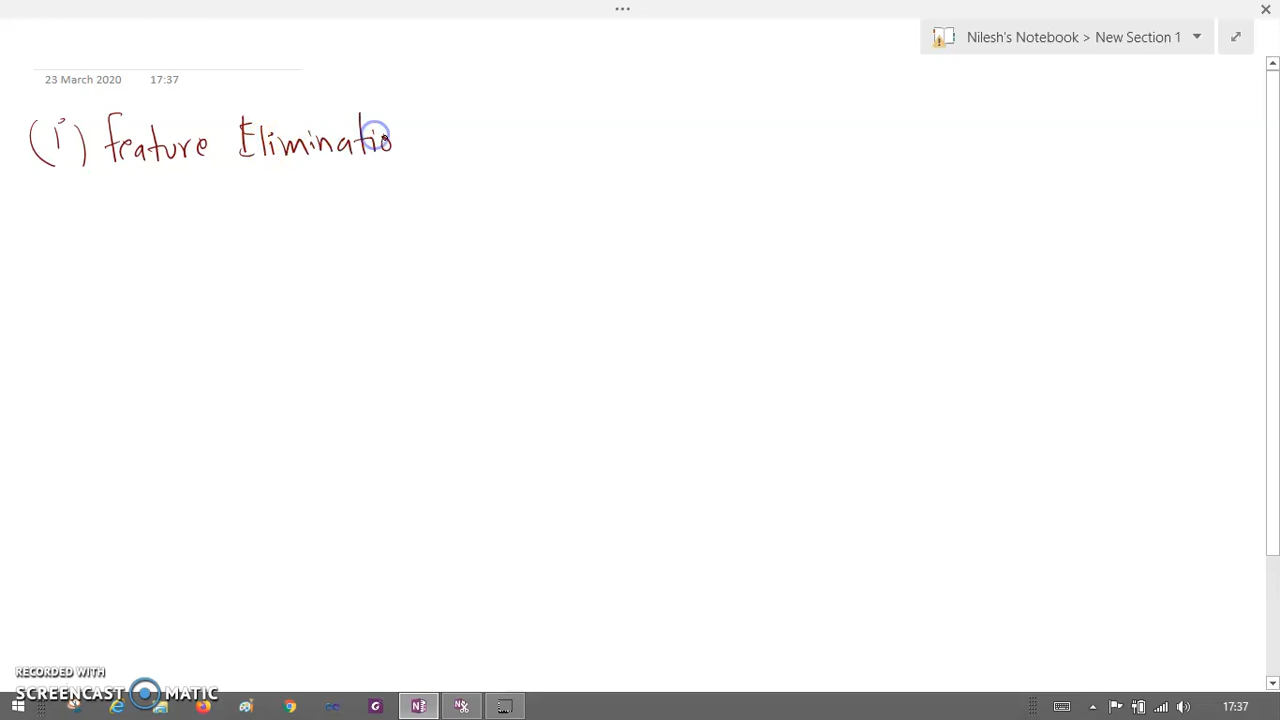 Nilesh's Notebook > New Section 1
23 March 2020 17:37
(i) Feature Eliminatio
RECORDED WITH
SCREENCAST MATIC
17:37